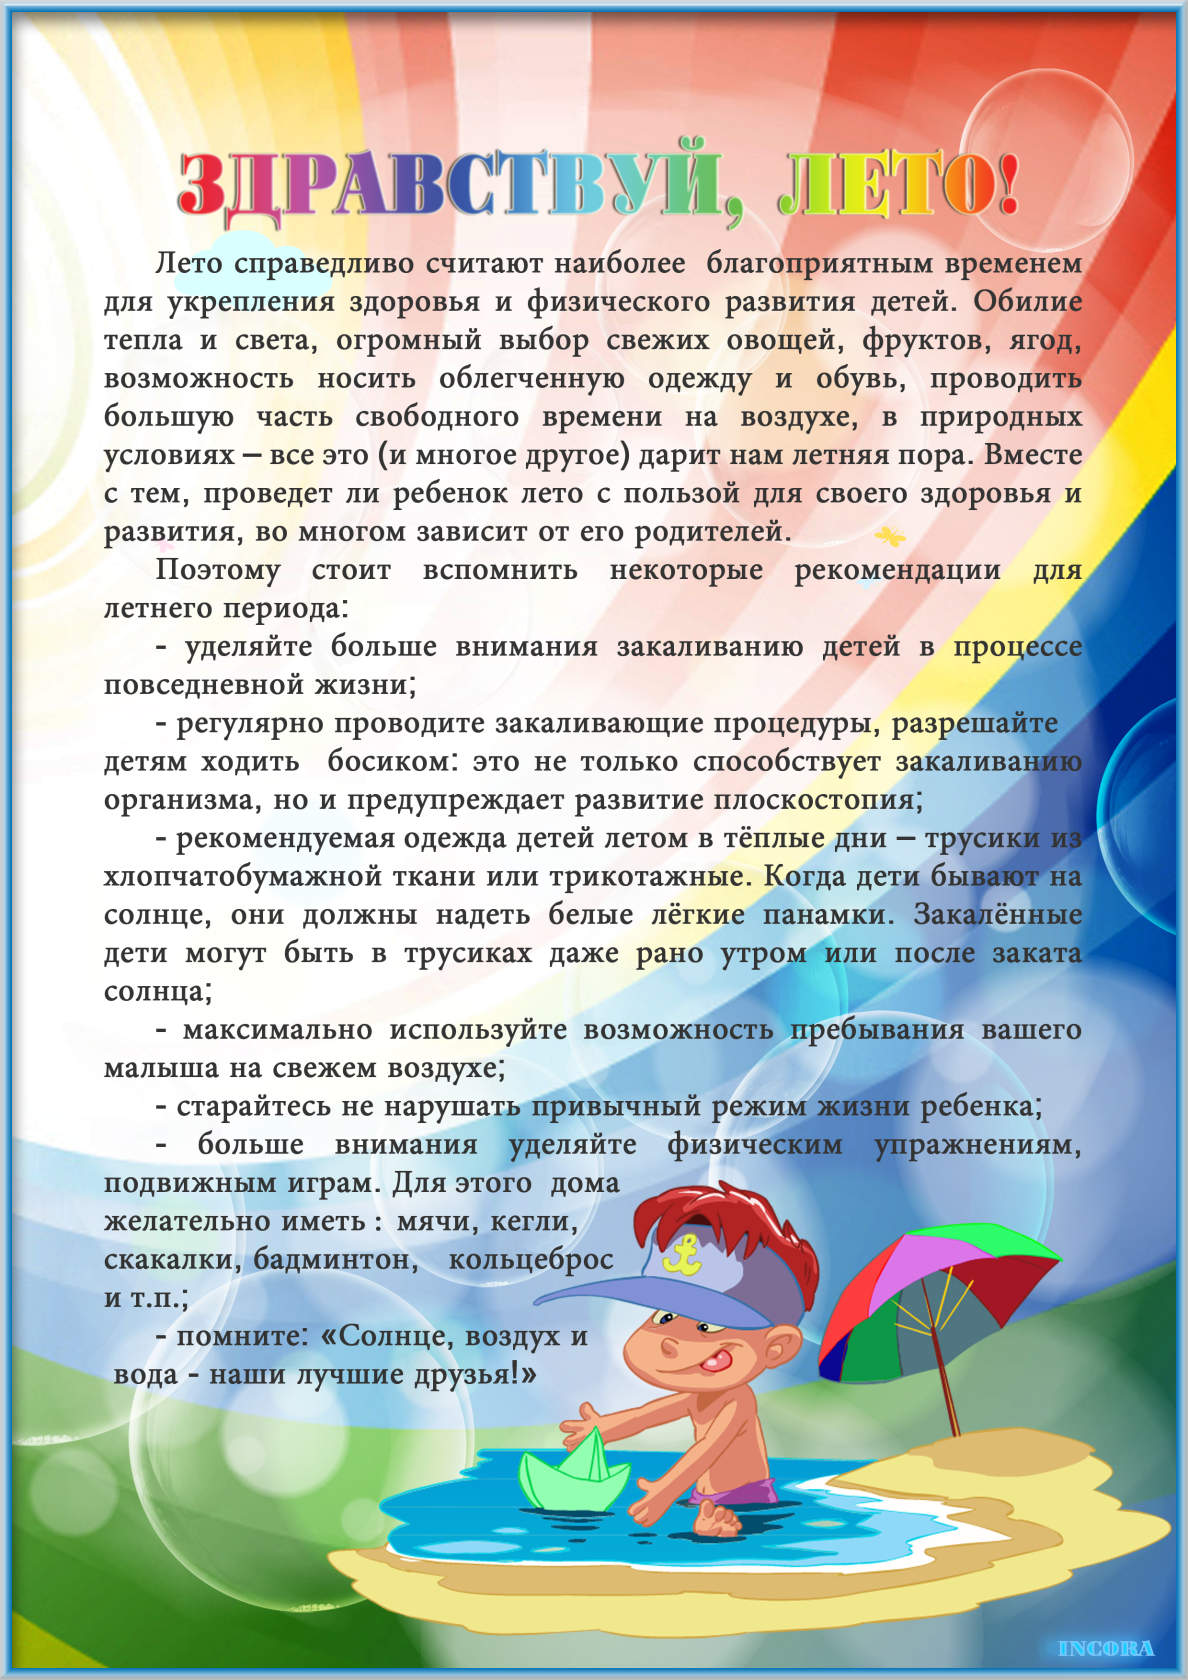 ЗДРАВСТВУЙ, ЛЕТО!
Лето справедливо считают наиболее благоприятным временем
для укрепления здоровья и физического развития детей. Обилие
тепла и света, огромный выбор свежих овощей, фруктов, ягод,
возможность носить облегченную одежду и обувь, проводить
большую часть свободного времени на воздухе, в природных
условиях – все это (и многое другое) дарит нам летняя пора. Вместе
с тем, проведет ли ребенок лето с пользой для своего здоровья и
развития, во многом зависит от его родителей.
Поэтому стоит вспомнить некоторые рекомендации для
летнего периода:
- уделяйте больше внимания закаливанию детей в процессе
повседневной жизни;
- регулярно проводите закаливающие процедуры, разрешайте
детям ходить босиком: это не только способствует закаливанию
организма, но и предупреждает развитие плоскостопия;
- рекомендуемая одежда детей летом в тёплые дни – трусики из
хлопчатобумажной ткани или трикотажные. Когда дети бывают на
солнце, они должны надеть белые лёгкие панамки. Закалённые
дети могут быть в трусиках даже рано утром или после заката
солнца;
- максимально используйте возможность пребывания вашего
малыша на свежем воздухе;
- старайтесь не нарушать привычный режим жизни ребенка;
- больше внимания уделяйте физическим упражнениям,
подвижным играм. Для этого дома
желательно иметь : мячи, кегли,
скакалки, бадминтон, кольцеброс
и т.п.;
- помните: «Солнце, воздух и
вода - наши лучшие друзья!»
INCORA